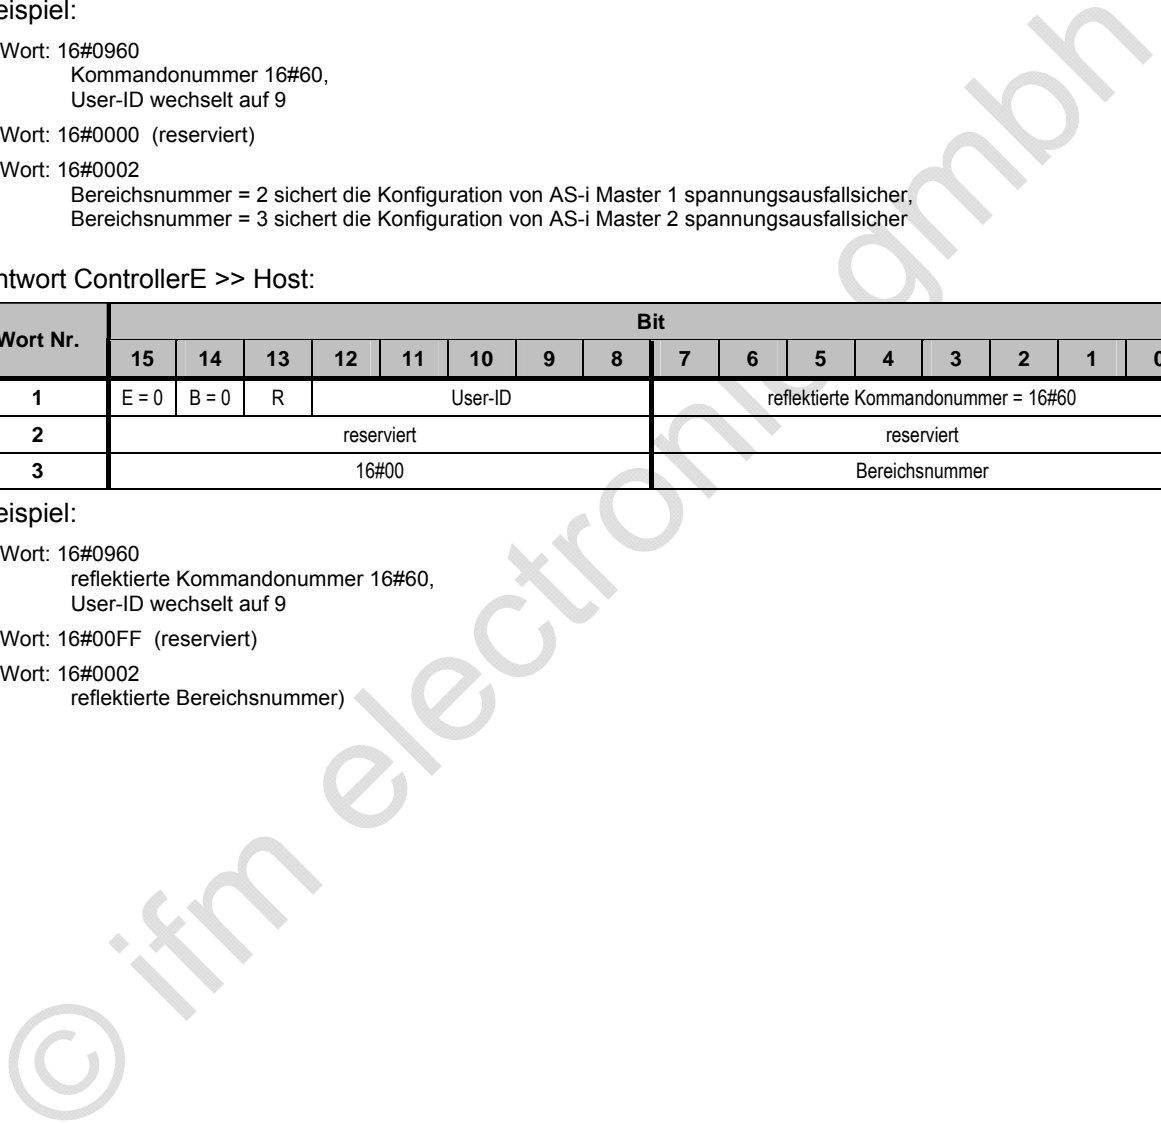 eispiel:
Wort: 16#0960
Kommandonummer 16#60,
User-ID wechselt auf 9
Wort: 16#0000 (reserviert)
Wort: 16#0002
Bereichsnummer = 2 sichert die Konfiguration von AS-i Master 1 spannungsausfallsicher,
Bereichsnummer = 3 sichert die Konfiguration von AS-i Master 2 spannungsausfallsicher
ntwort ControllerE >> Host:
Wort Nr. Bit
15 14 13 12 11 10 9 8 7 6 5 4 3 2 1 0
1 E = 0 B = 0 R User-ID reflektierte Kommandonummer = 16#60
2 reserviert reserviert
3 16#00 Bereichsnummer
eispiel:
Wort: 16#0960
reflektierte Kommandonummer 16#60,
User-ID wechselt auf 9
Wort: 16#00FF (reserviert)
Wort: 16#0002
reflektierte Bereichsnummer)
© ifm electronic gmbh